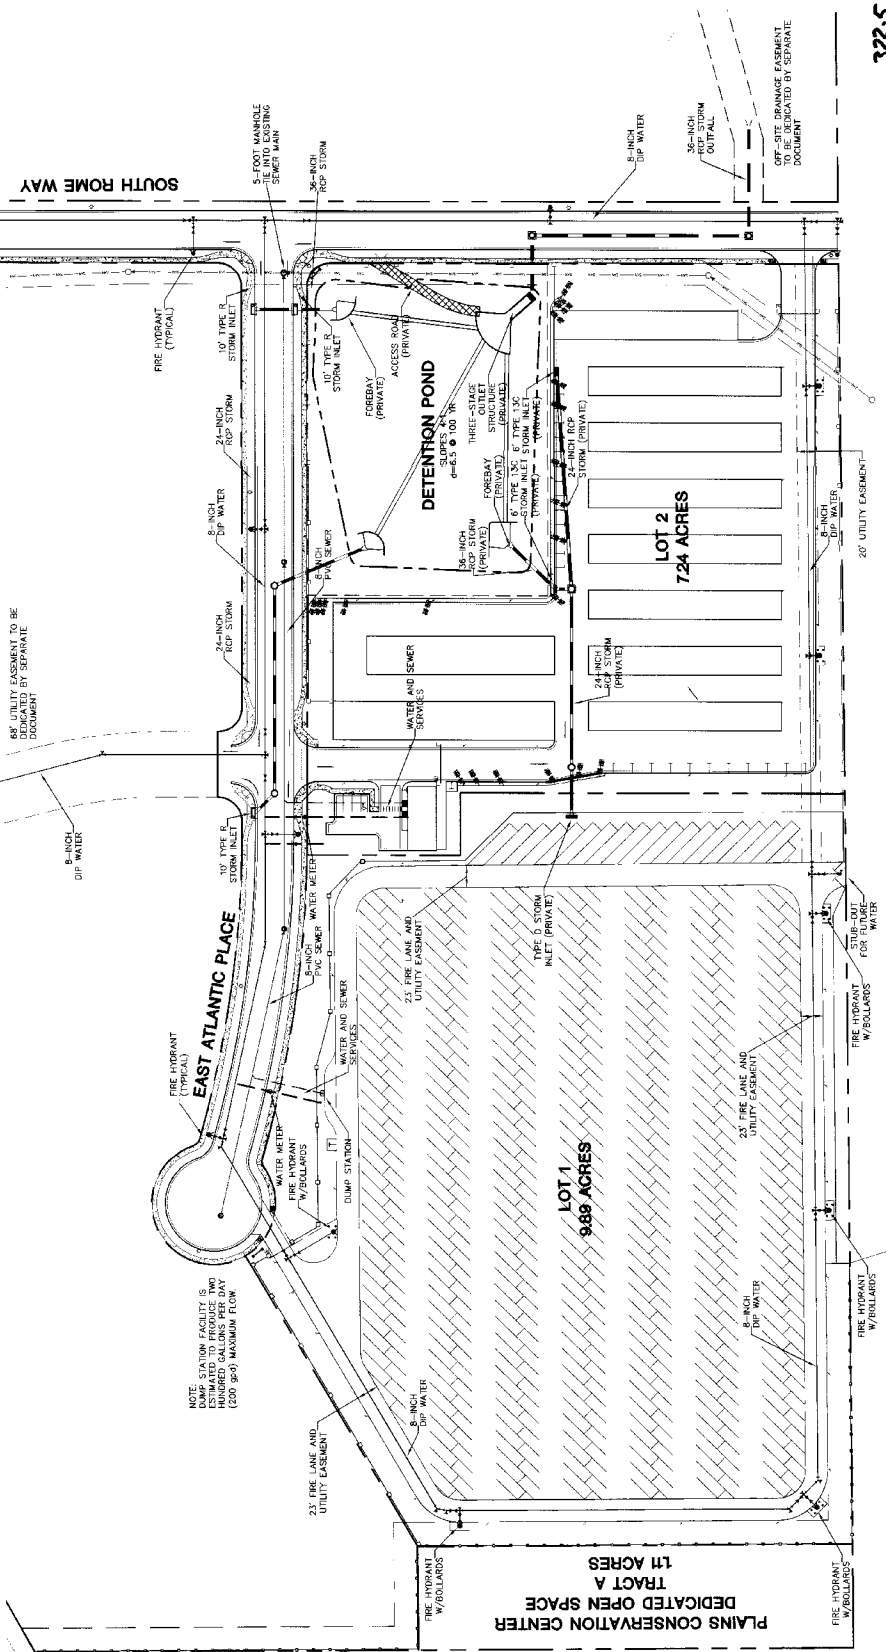 322-5
SOUTH ROME WAY
5-FOOT MANHOLE
TIE INTO EXISTING
SEWER MAIN
36-INCH
RCP STORM
8-INCH
DIP WATER
36-INCH
RCP STORM
OUTFALL
OFF-SITE DRAINAGE EASEMENT
TO BE DEDICATED BY SEPARATE
DOCUMENT
FIRE HYDRANT
(TYPICAL)
10' TYPE R
STORM INLET
10' TYPE R
STORM INLET
FOREBAY
(PRIVATE)
ACCESS ROAD
(PRIVATE)
24-INCH
RCP STORM
8-INCH
DIP WATER
8-INCH
PVC SEWER
24-INCH
RCP STORM
DETENTION POND
SLOPES 4:1
d=6.5 @ 100 YR
THREE-STAGE
OUTLET
STRUCTURE
(PRIVATE)
FOREBAY
(PRIVATE)
36-INCH
RCP STORM
(PRIVATE)
6' TYPE 13C
STORM INLET
(PRIVATE)
6' TYPE 13C
STORM INLET
(PRIVATE)
24-INCH RCP
STORM (PRIVATE)
LOT 2
7.24 ACRES
8-INCH
DIP WATER
20' UTILITY EASEMENT
68' UTILITY EASEMENT TO BE
DEDICATED BY SEPARATE
DOCUMENT
8-INCH
DIP WATER
WATER AND SEWER
SERVICES
24-INCH
RCP STORM
(PRIVATE)
10' TYPE R
STORM INLET
EAST ATLANTIC PLACE
8-INCH
PVC SEWER
WATER METER
WATER AND SEWER
SERVICES
23' FIRE LANE AND
UTILITY EASEMENT
TYPE D STORM
INLET (PRIVATE)
STUB-OUT
FOR FUTURE
WATER
FIRE HYDRANT
W/BOLLARDS
FIRE HYDRANT
(TYPICAL)
WATER METER
FIRE HYDRANT
W/BOLLARDS
T
DUMP STATION
23' FIRE LANE AND
UTILITY EASEMENT
LOT 1
9.89 ACRES
NOTE:
DUMP STATION FACILITY IS
ESTIMATED TO PRODUCE TWO
HUNDRED GALLONS PER DAY
(200 gpd) MAXIMUM FLOW.
8-INCH
DIP WATER
FIRE HYDRANT
W/BOLLARDS
23' FIRE LANE AND
UTILITY EASEMENT
8-INCH
DIP WATER
FIRE HYDRANT
W/BOLLARDS
FIRE HYDRANT
W/BOLLARDS
PLAINS CONSERVATION CENTER
DEDICATED OPEN SPACE
TRACT A
1.11 ACRES